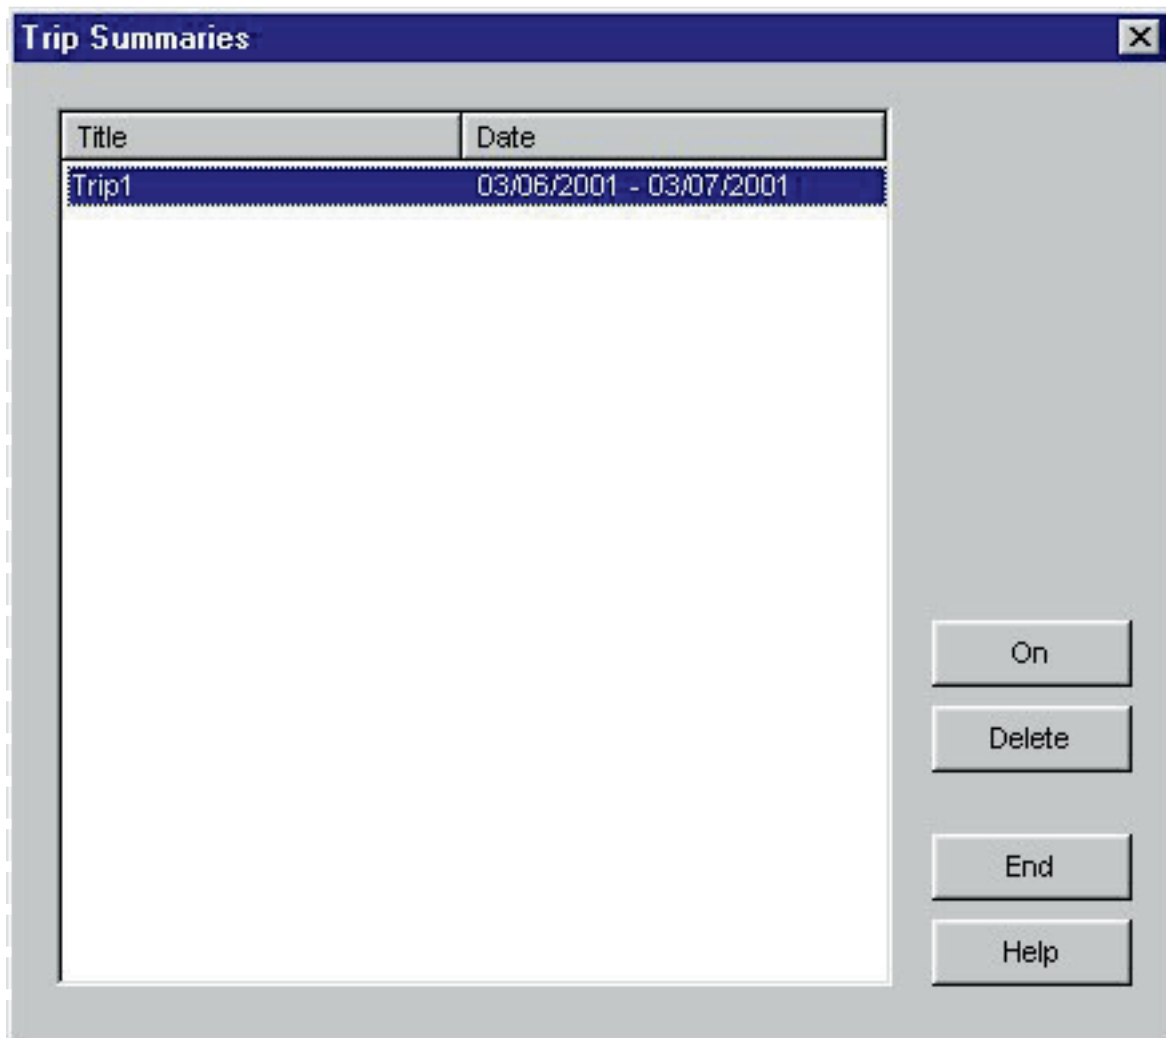 Trip Summaries
Title Date
Trip1 03/06/2001 - 03/07/2001
On
Delete
End
Help